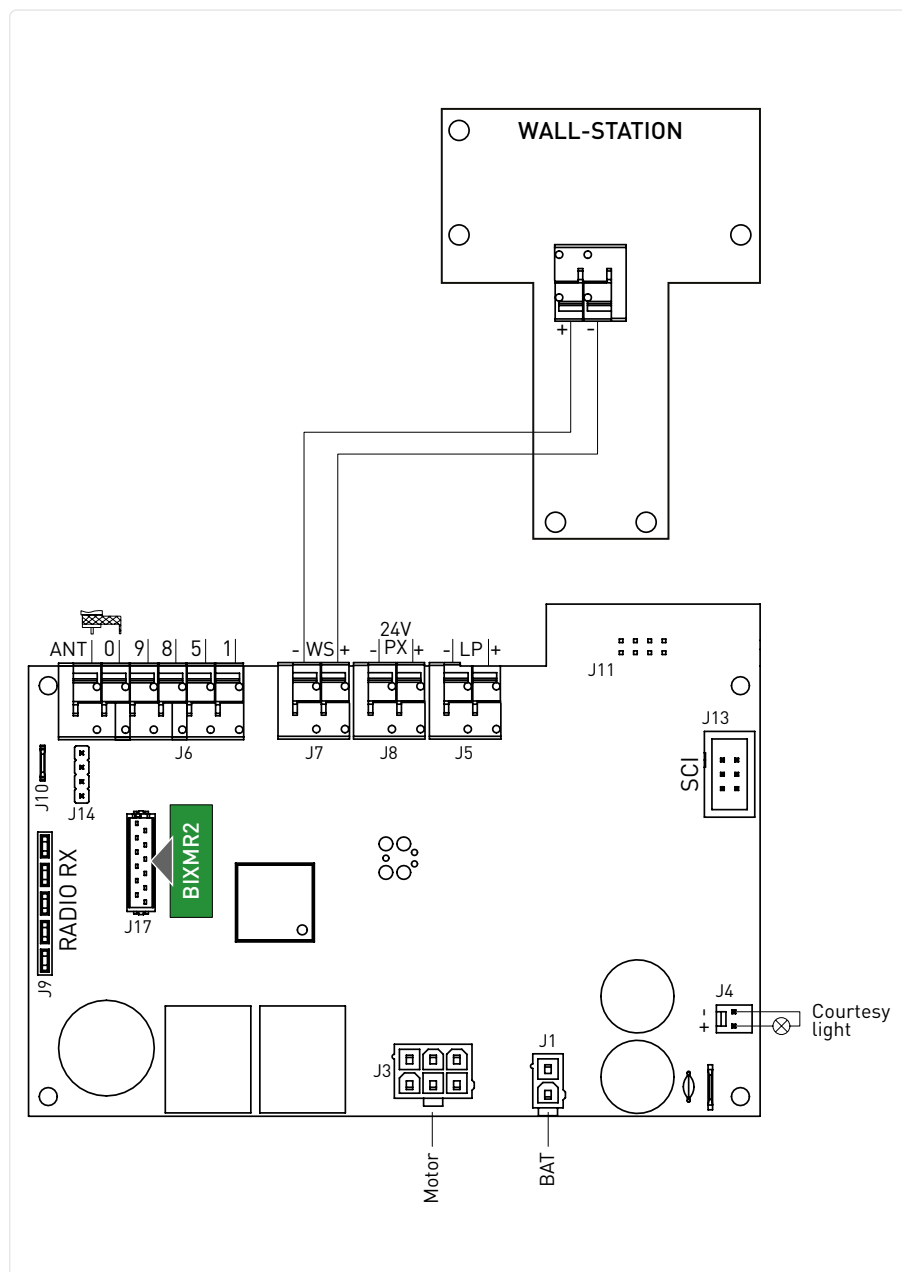 WALL-STATION
+ -
24V
ANT 0 9 8 5 1 - WS + - PX + - LP +
J6 J7 J8 J5
J11
J13
SCI
J10
J14
RADIO RX
J9
J17
BIXMR2
J4
-
+
Courtesy
light
J3
J1
Motor
BAT